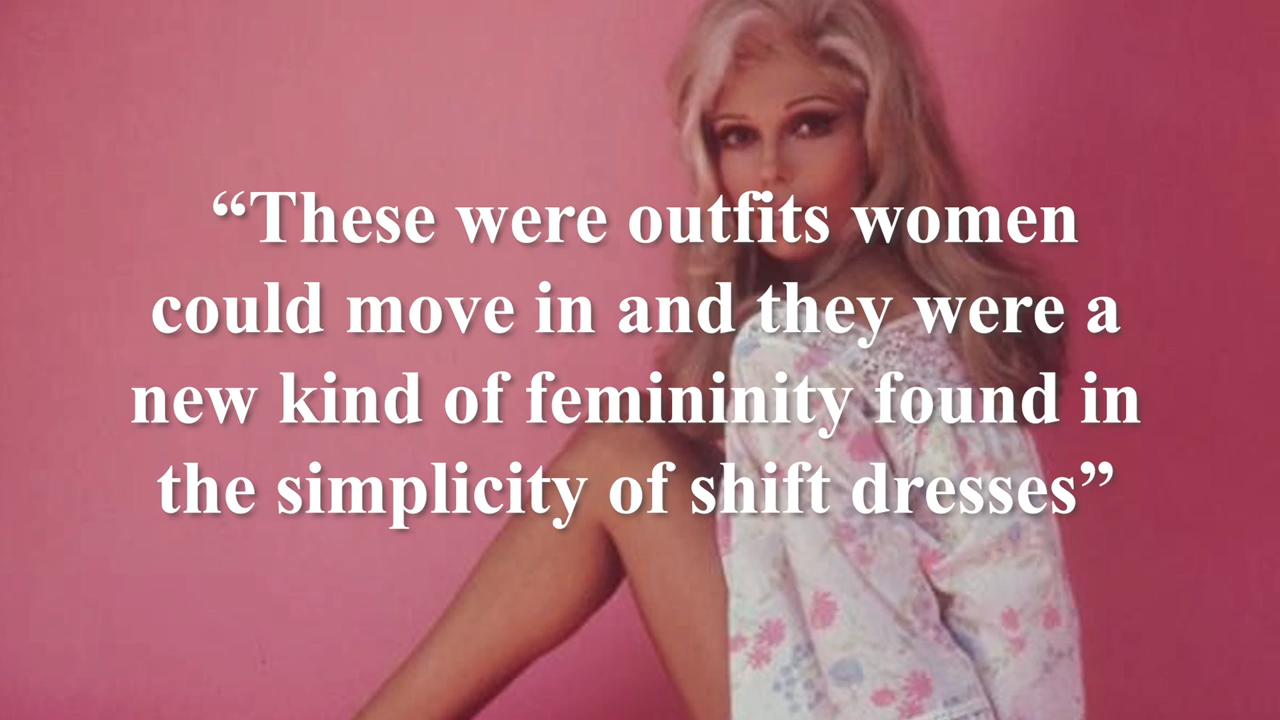 “These were outfits women
could move in and they were a
new kind of femininity found in
the simplicity of shift dresses”